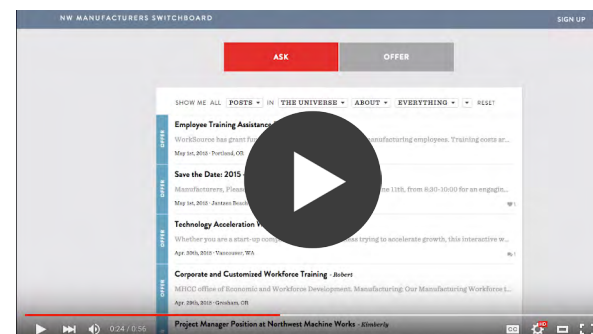 NW MANUFACTURERS SWITCHBOARD
SIGN UP
ASK
OFFER
SHOW ME ALL POSTS IN THE UNIVERSE ABOUT EVERYTHING RESET
OFFER
Employee Training Assistance
WorkSource has grant manufacturing employees. Training costs ar...
May 1st, 2015 · Portland, OR
OFFER
Save the Date: 2015
Manufacturers, Please 11th, from 8:30-10:00 for an engagin...
May 1st, 2015 · Jantzen Beach
1
OFFER
Technology Acceleration
Whether you are a start-up trying to accelerate growth, this interactive w...
Apr. 29th, 2015 · Vancouver, WA
1
OFFER
Corporate and Customized Workforce Training - Robert
MHCC office of Economic and Workforce Development. Manufacturing: Our Manufacturing Workforce t...
Apr. 29th, 2015 · Gresham, OR
Project Manager Position at Northwest Machine Works - Kimberly
0:24 / 0:56
CC
HD